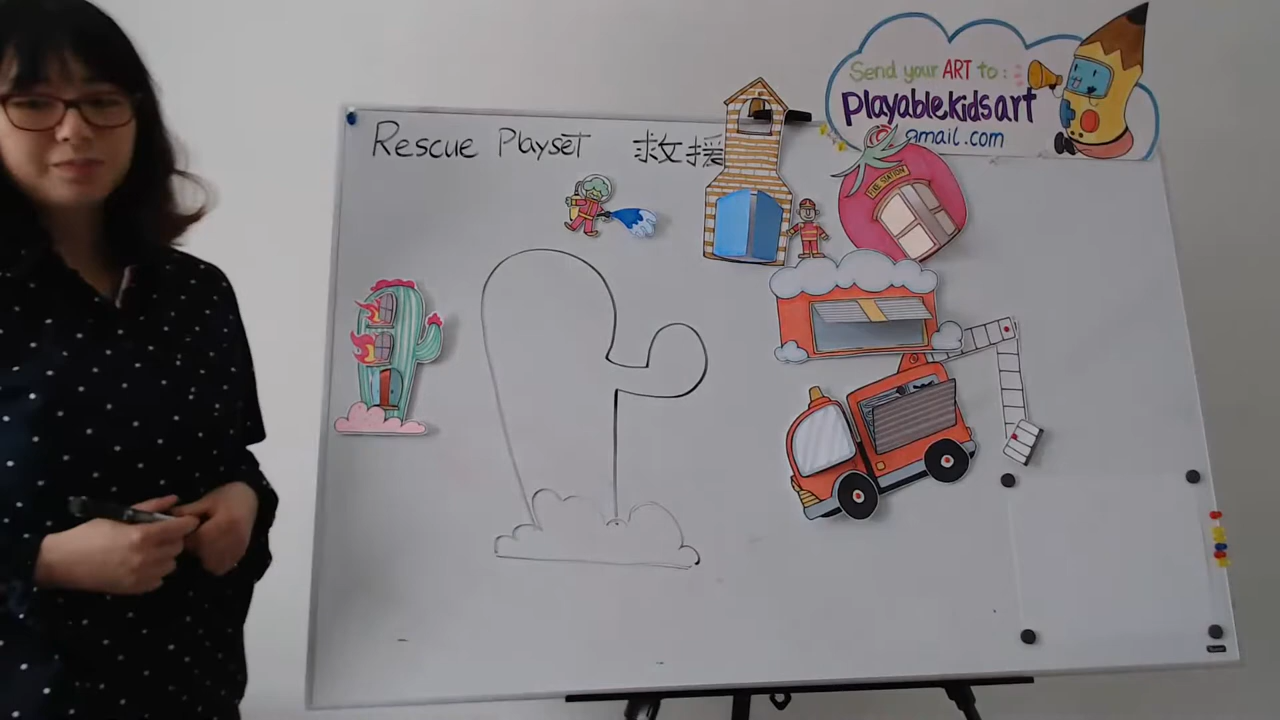 Rescue Playset 救援
Send your ART to:
playablekidsart
gmail.com
FIRE STATION